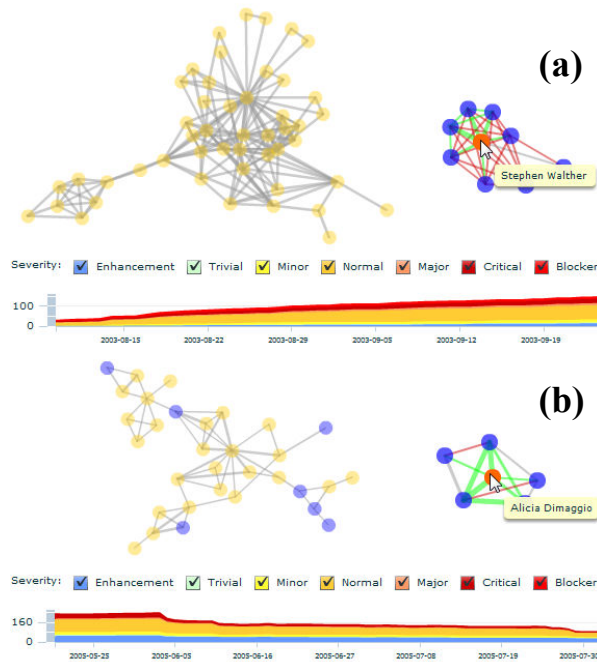 (a)
Stephen Walther
Severity: Enhancement Trivial Minor Normal Major Critical Blocker
100
0
2003-08-15 2003-08-22 2003-08-29 2003-09-05 2003-09-12 2003-09-19
(b)
Alicia Dimaggio
Severity: Enhancement Trivial Minor Normal Major Critical Blocker
160
0
2005-05-25 2005-06-05 2005-06-16 2005-06-27 2005-07-08 2005-07-19 2005-07-30